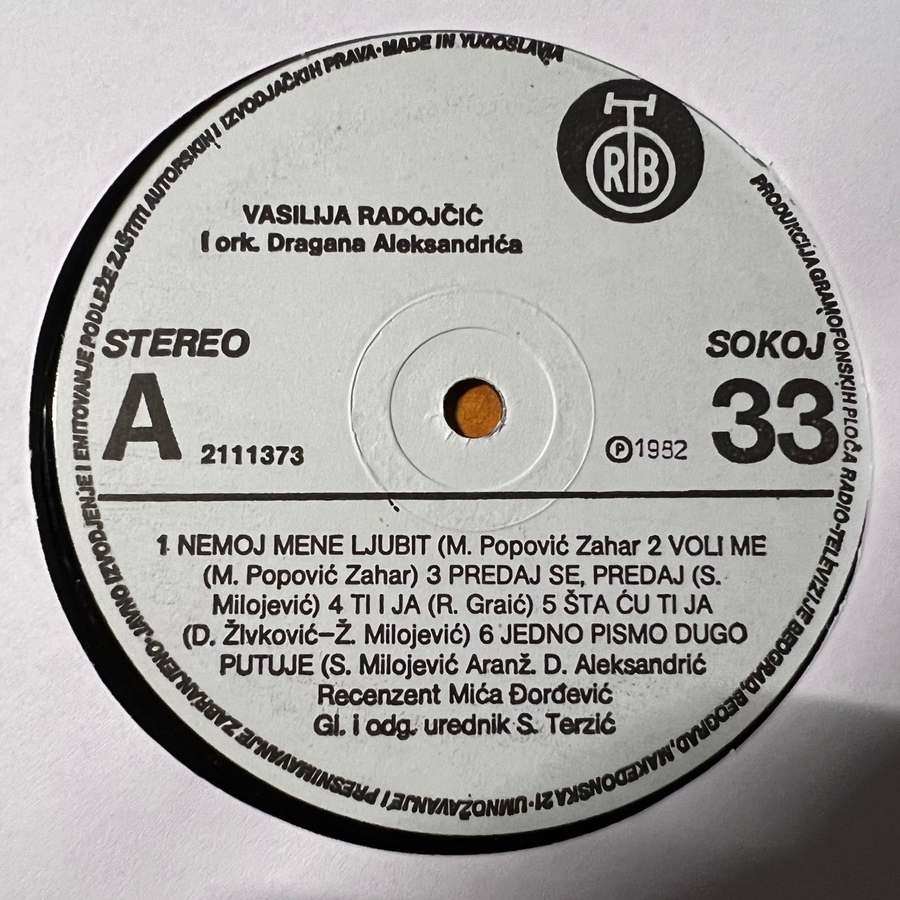 VASILIJA RADOJČIĆ
I ork. Dragana Aleksandrića
RTB
STEREO
SOKOJ
A
2111373
℗ 1982
33
1 NEMOJ MENE LJUBIT (M. Popović Zahar 2 VOLI ME
(M. Popović Zahar) 3 PREDAJ SE, PREDAJ (S.
Milojević) 4 TI I JA (R. Graić) 5 ŠTA ĆU TI JA
(D. Žlvković–Ž. Milojević) 6 JEDNO PISMO DUGO
PUTUJE (S. Milojević Aranž. D. Aleksandrić
Recenzent Mića Đorđević
Gl. i odg. urednik S. Terzić
PRODUKCIJA GRAMOFONSKIH PLOČA RADIO-TELEVIZIJE BEOGRAD, BEOGRAD, MAKEDONSKA 21 · UMNOŽAVANJE I PRESNIMAVANJE ZABRANJENO · JAVNO IZVODJENJE I EMITOVANJE PODLEŽE ZAŠTITI AUTORSKIH I IZVODJAČKIH PRAVA · MADE IN YUGOSLAVIA